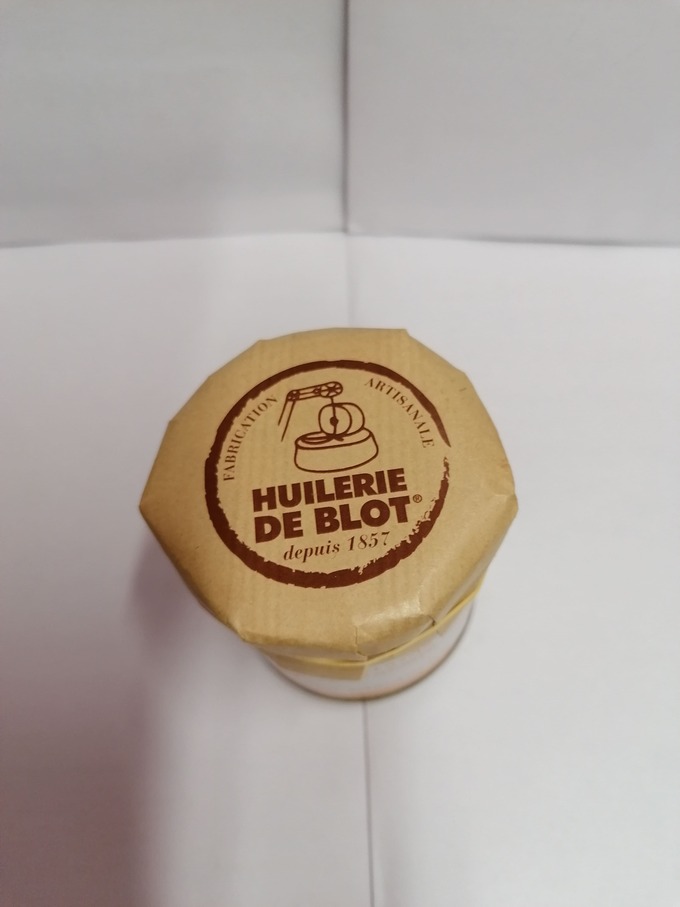 FABRICATION ARTISANALE
HUILERIE
DE BLOT®
depuis 1857